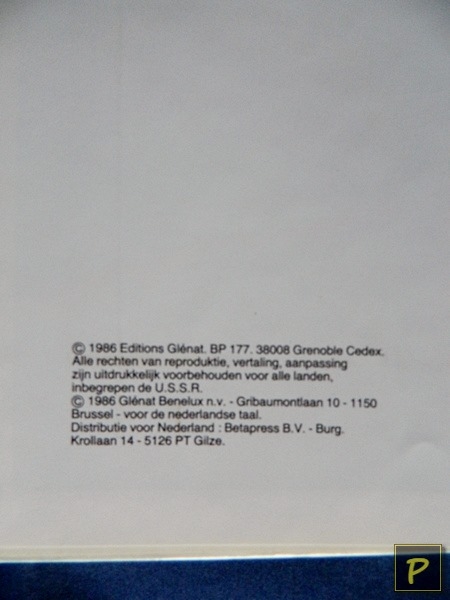 © 1986 Editions Glénat. BP 177. 38008 Grenoble Cedex.
Alle rechten van reproduktie, vertaling, aanpassing
zijn uitdrukkelijk voorbehouden voor alle landen,
inbegrepen de U.S.S.R.
© 1986 Glénat Benelux n.v. - Gribaumontlaan 10 - 1150
Brussel - voor de nederlandse taal.
Distributie voor Nederland : Betapress B.V. - Burg.
Krollaan 14 - 5126 PT Gilze.
P